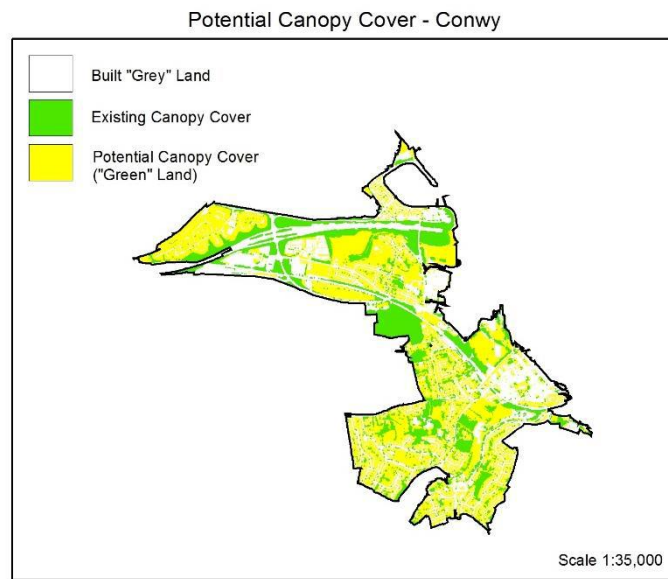 Potential Canopy Cover - Conwy
Built "Grey" Land
Existing Canopy Cover
Potential Canopy Cover
("Green" Land)
Scale 1:35,000